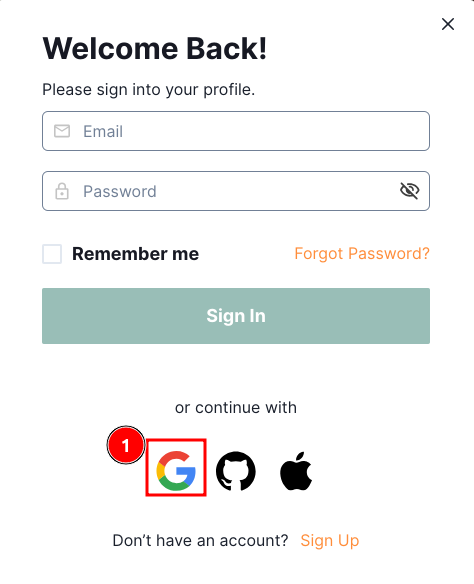 Welcome Back!
Please sign into your profile.
Email
Password
Remember me
Forgot Password?
Sign In
or continue with
1
Don’t have an account? Sign Up